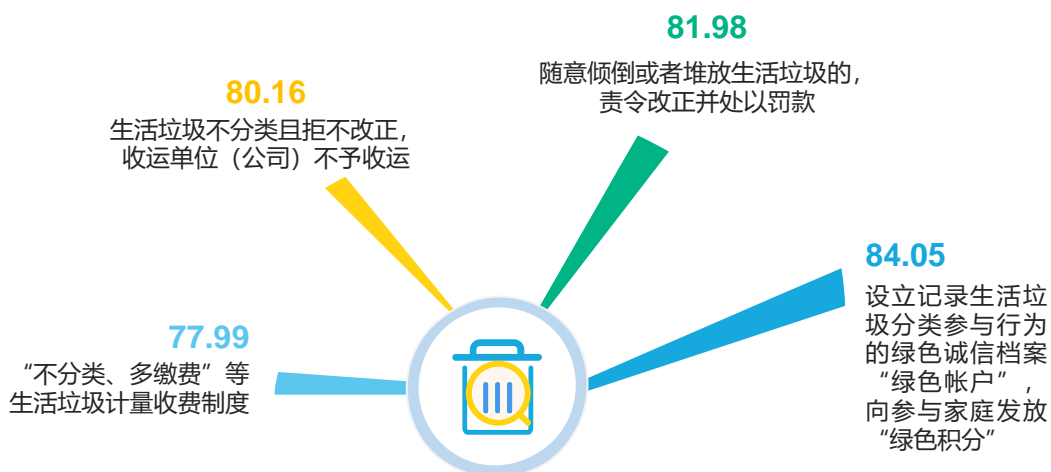 81.98
随意倾倒或者堆放生活垃圾的，
责令改正并处以罚款
80.16
生活垃圾不分类且拒不改正，
收运单位（公司）不予收运
84.05
设立记录生活垃
圾分类参与行为
的绿色诚信档案
“绿色帐户”，
向参与家庭发放
“绿色积分”
77.99
“不分类、多缴费”等
生活垃圾计量收费制度